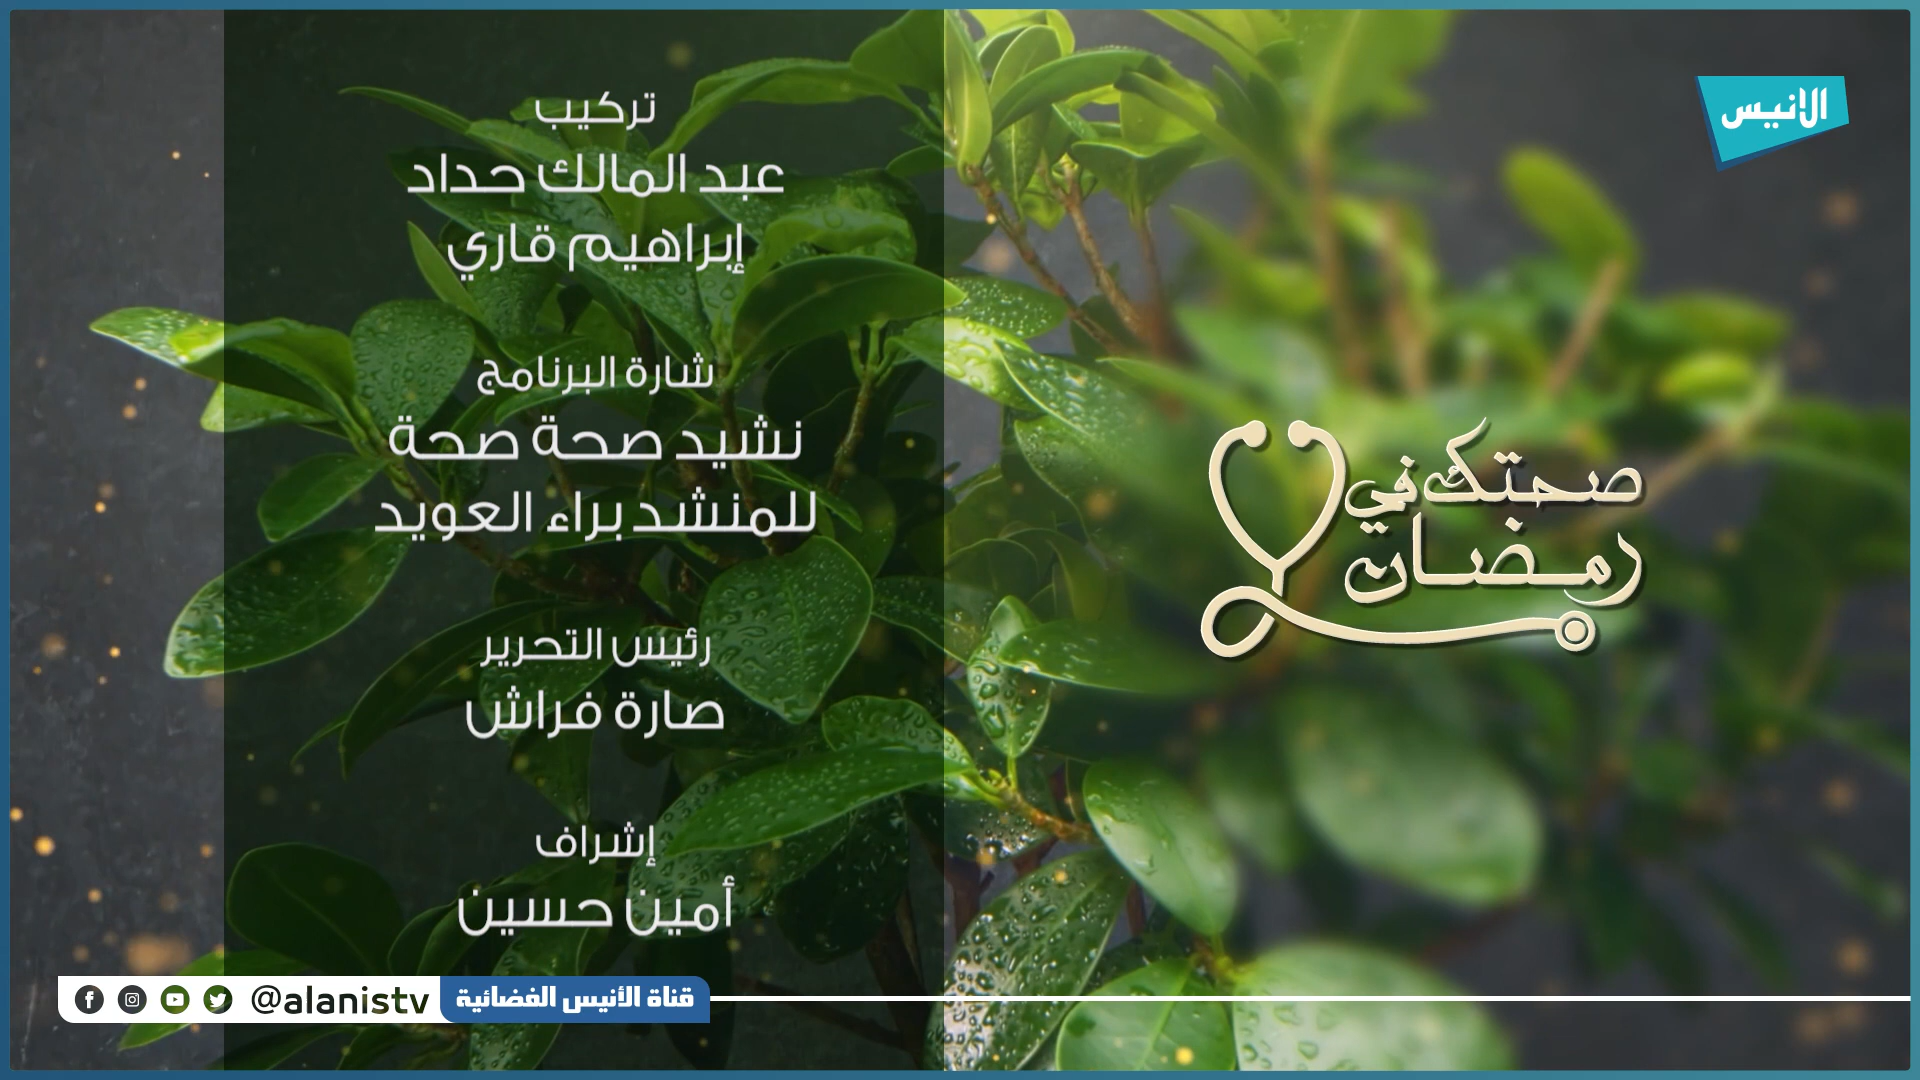 الانيس
تركيب
عبد المالك حداد
إبراهيم قاري
شارة البرنامج
نشيد صحة صحة
للمنشد براء العويد
رئيس التحرير
صارة فراش
إشراف
أمين حسين
صحتك في
رمضان
@alanistv قناة الأنيس الفضائية